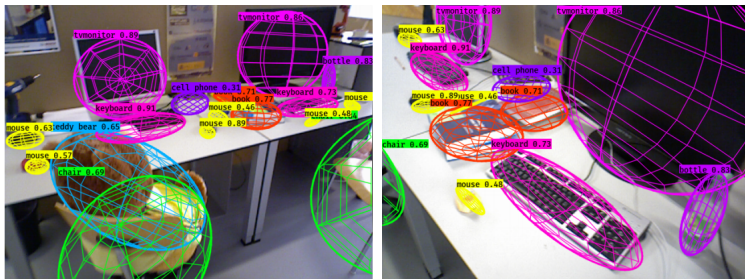 tvmonitor 0.89
tvmonitor 0.86
bottle 0.83
cell phone 0.31
0.71
book 0.77
keyboard 0.73
mouse
keyboard 0.91
mouse 0.46
mouse 0.48
mouse 0.89
mouse 0.63
teddy bear 0.65
mouse 0.57
chair 0.69
tvmonitor 0.89
tvmonitor 0.86
mouse 0.63
keyboard 0.91
cell phone 0.31
book 0.71
mouse 0.89
use 0.46
book 0.77
chair 0.69
keyboard 0.73
bottle 0.83
mouse 0.48